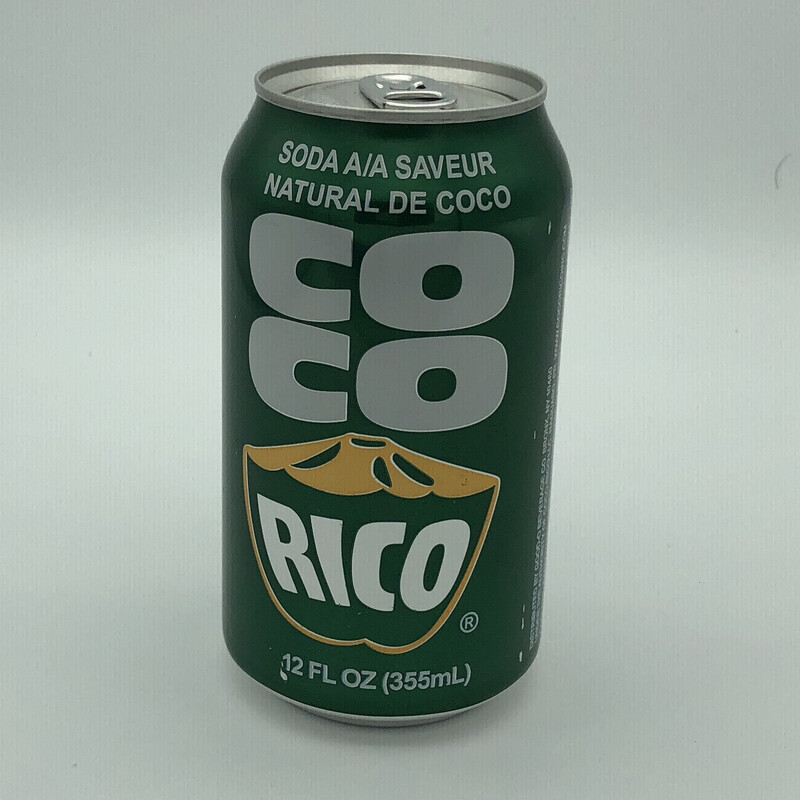 SODA A/A SAVEUR
NATURAL DE COCO
CO
CO
RICO
®
12 FL OZ (355mL)